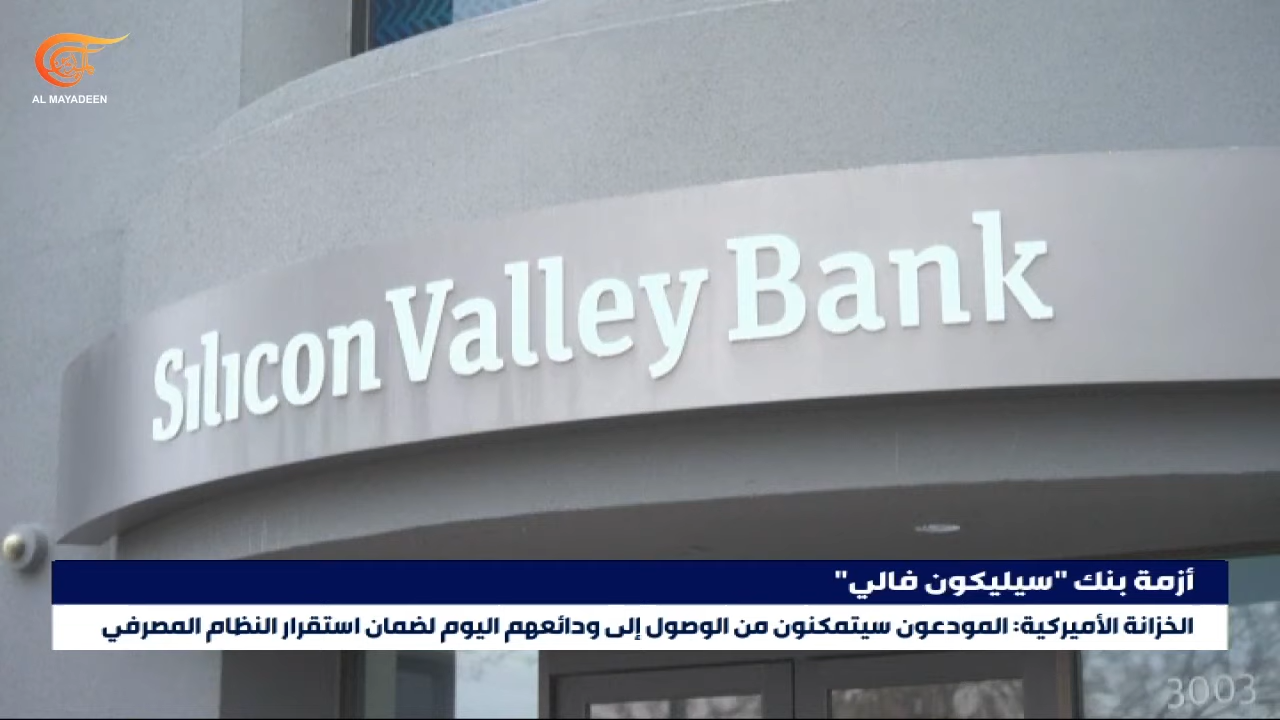 AL MAYADEEN
Silicon Valley Bank
أزمة بنك "سيليكون فالي"
الخزانة الأميركية: المودعون سيتمكنون من الوصول إلى ودائعهم اليوم لضمان استقرار النظام المصرفي
3003